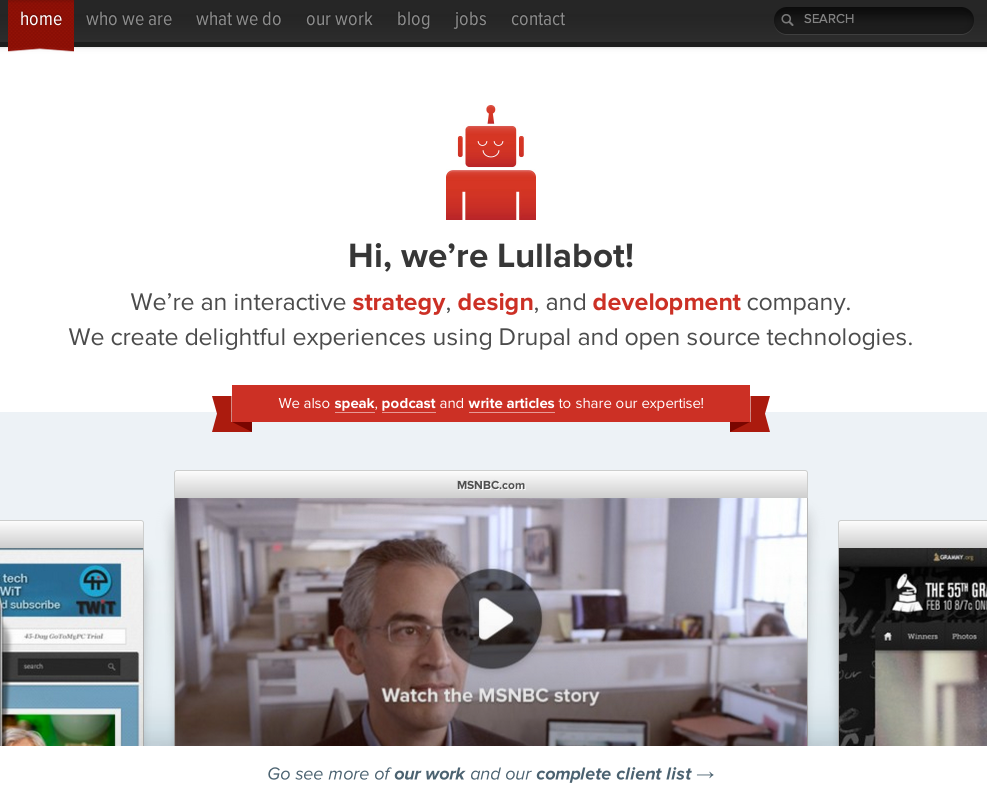 home who we are what we do our work blog jobs contact SEARCH
Hi, we're Lullabot!
We're an interactive strategy, design, and development company.
We create delightful experiences using Drupal and open source technologies.
We also speak, podcast and write articles to share our expertise!
MSNBC.com
tech
WiT
d subscribe
TWiT
45-Day GoToMyPC Trial
search
Watch the MSNBC story
GRAMMY.org
THE 55TH GRA
FEB 10 8/7c ON
Winners Photos
Go see more of our work and our complete client list →